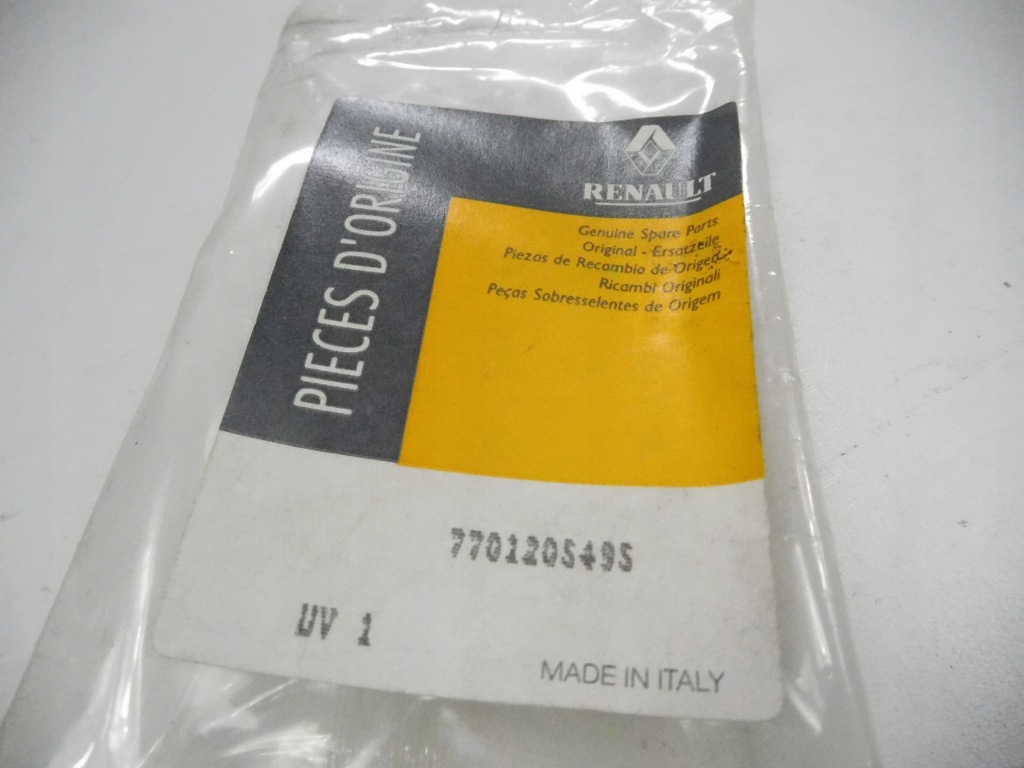 PIECES D'ORIGINE
RENAULT
Genuine Spare Parts
Original - Ersatzeile
Piezas de Recambio de Origen
Ricambi Originali
Peças Sobresselentes de Origem
7701205495
UV 1
MADE IN ITALY